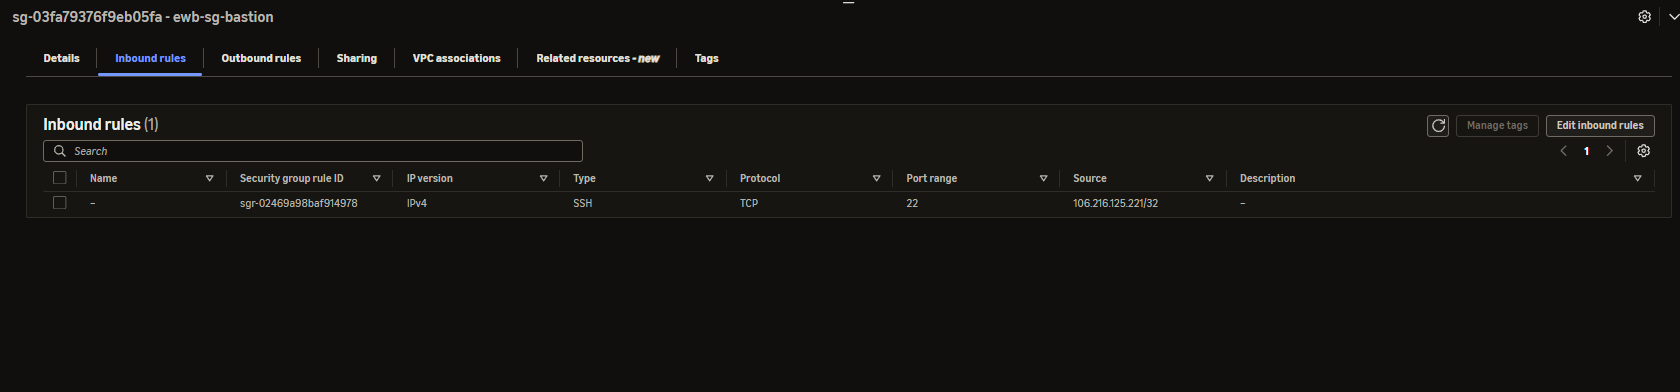 sg-03fa79376f9eb05fa - ewb-sg-bastion
Details Inbound rules Outbound rules Sharing VPC associations Related resources - new Tags
Inbound rules (1)
Manage tags Edit inbound rules
Search
1
Name Security group rule ID IP version Type Protocol Port range Source Description
– sgr-02469a98baf914978 IPv4 SSH TCP 22 106.216.125.221/32 –